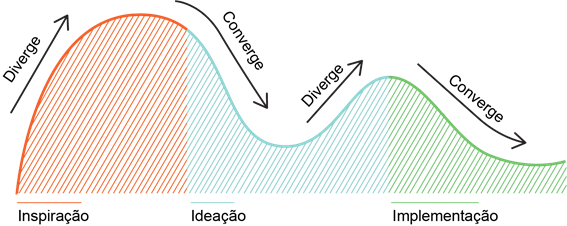 Diverge
Converge
Diverge
Converge
Inspiração
Ideação
Implementação